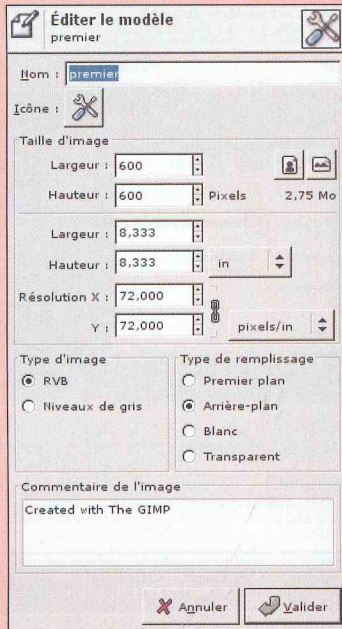 Éditer le modèle
premier
Nom : premier
Icône :
Taille d'image
Largeur : 600
Hauteur : 600 Pixels 2,75 Mo
Largeur : 8,333
Hauteur : 8,333 in
Résolution X : 72,000
Y : 72,000 pixels/in
Type d'image
RVB
Niveaux de gris
Type de remplissage
Premier plan
Arrière-plan
Blanc
Transparent
Commentaire de l'image
Created with The GIMP
Annuler Valider